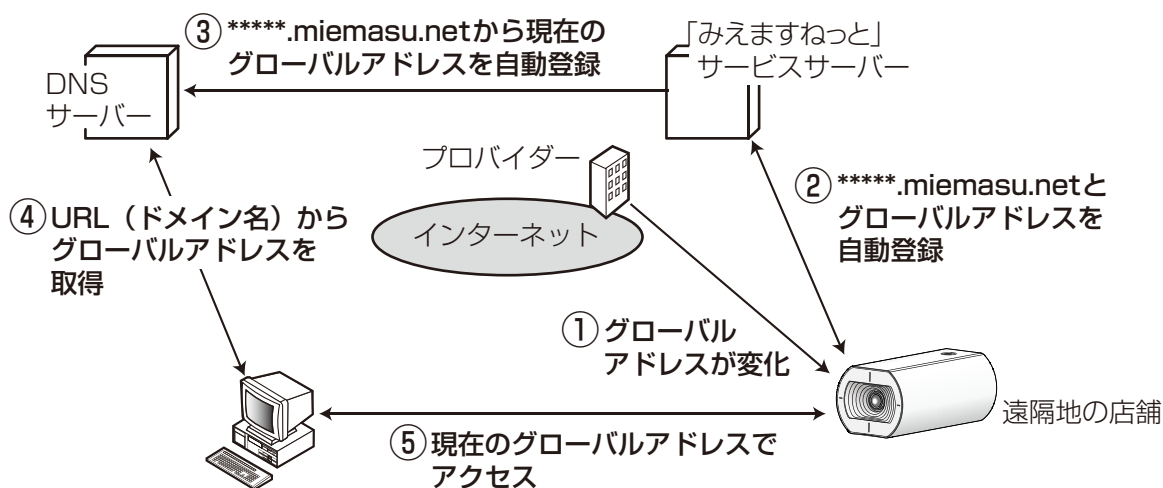 ③*****.miemasu.netから現在の
グローバルアドレスを自動登録
「みえますねっと」
サービスサーバー
DNS
サーバー
プロバイダー
②*****.miemasu.netと
グローバルアドレスを
自動登録
④URL（ドメイン名）から
グローバルアドレスを
取得
インターネット
①グローバル
アドレスが変化
遠隔地の店舗
⑤現在のグローバルアドレスで
アクセス